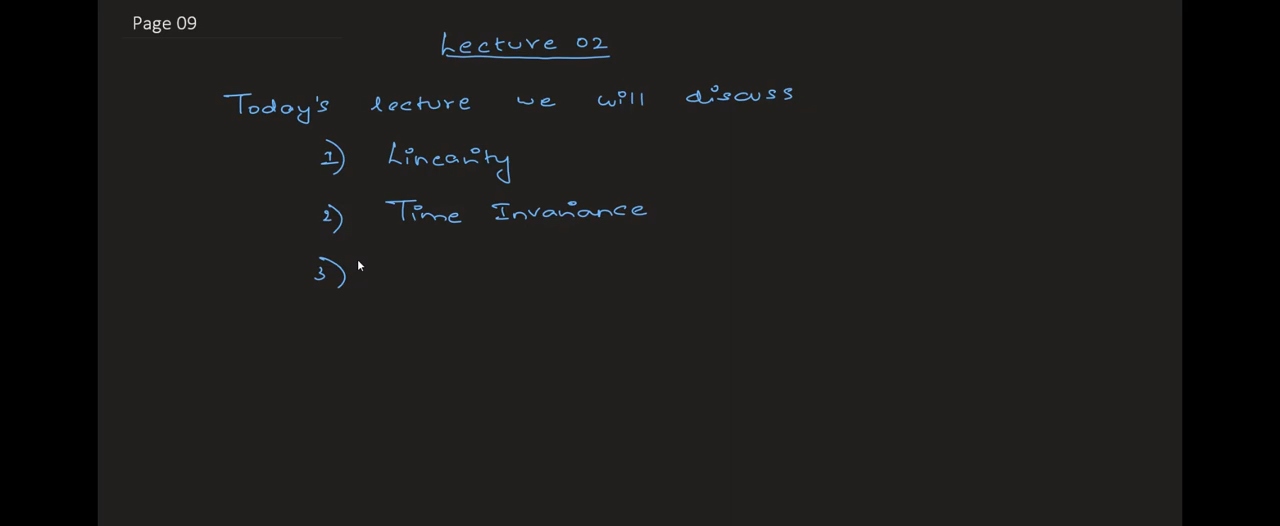 Page 09
Lecture 02
Today's lecture we will discuss
1) Linearity
2) Time Invariance
3)